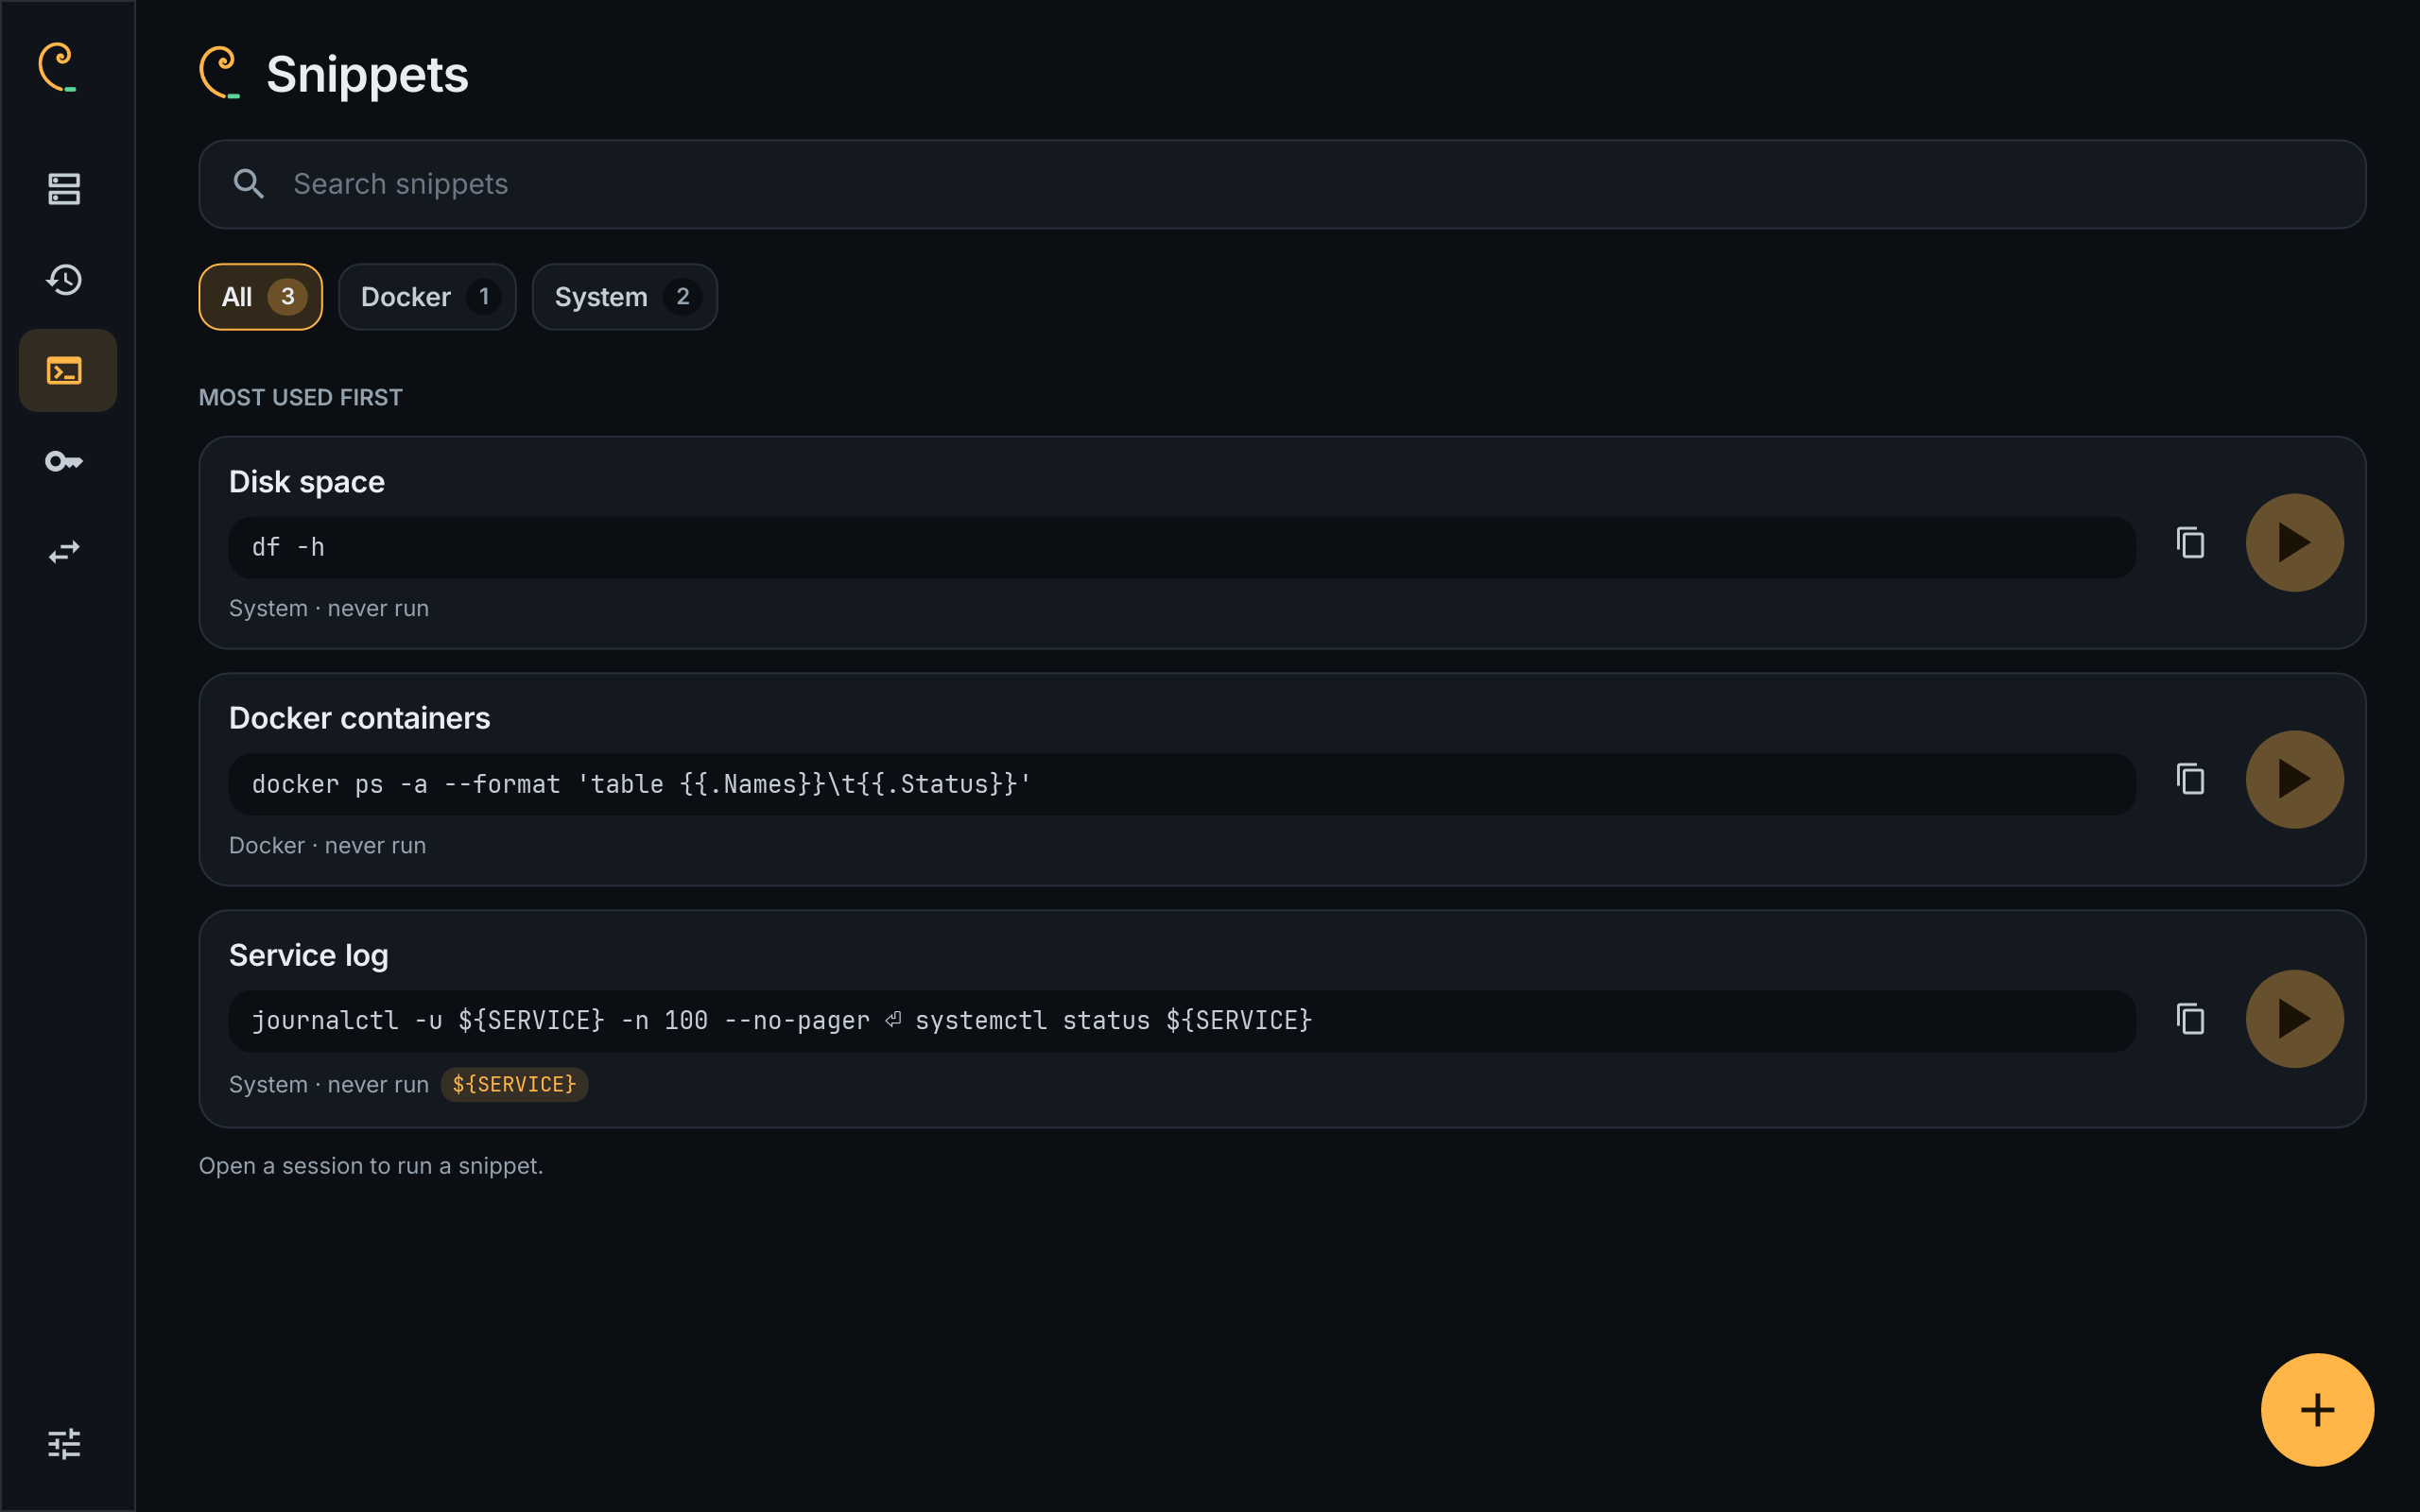 Snippets
Search snippets
All 3 Docker 1 System 2
MOST USED FIRST
Disk space
df -h
System · never run
Docker containers
docker ps -a --format 'table {{.Names}}\t{{.Status}}'
Docker · never run
Service log
journalctl -u ${SERVICE} -n 100 --no-pager ⏎ systemctl status ${SERVICE}
System · never run ${SERVICE}
Open a session to run a snippet.